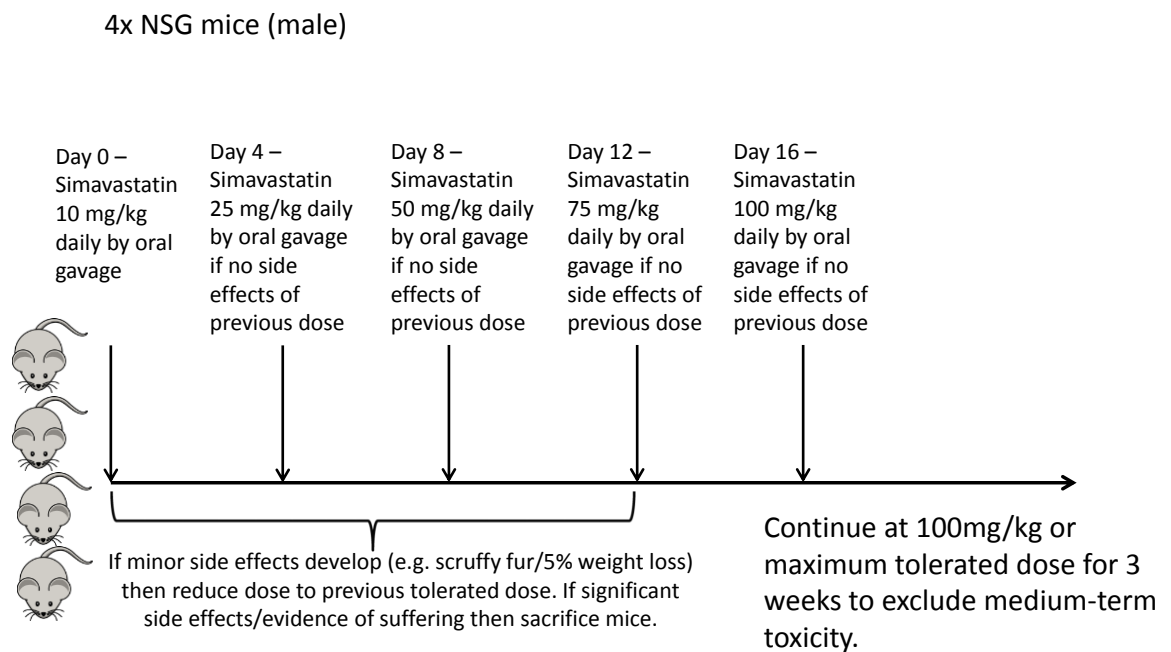 4x NSG mice (male)
Day 0 –
Simavastatin
10 mg/kg
daily by oral
gavage
Day 4 –
Simavastatin
25 mg/kg daily
by oral gavage
if no side
effects of
previous dose
Day 8 –
Simavastatin
50 mg/kg daily
by oral gavage
if no side
effects of
previous dose
Day 12 –
Simavastatin
75 mg/kg
daily by oral
gavage if no
side effects of
previous dose
Day 16 –
Simavastatin
100 mg/kg
daily by oral
gavage if no
side effects of
previous dose
If minor side effects develop (e.g. scruffy fur/5% weight loss)
then reduce dose to previous tolerated dose. If significant
side effects/evidence of suffering then sacrifice mice.
Continue at 100mg/kg or
maximum tolerated dose for 3
weeks to exclude medium-term
toxicity.